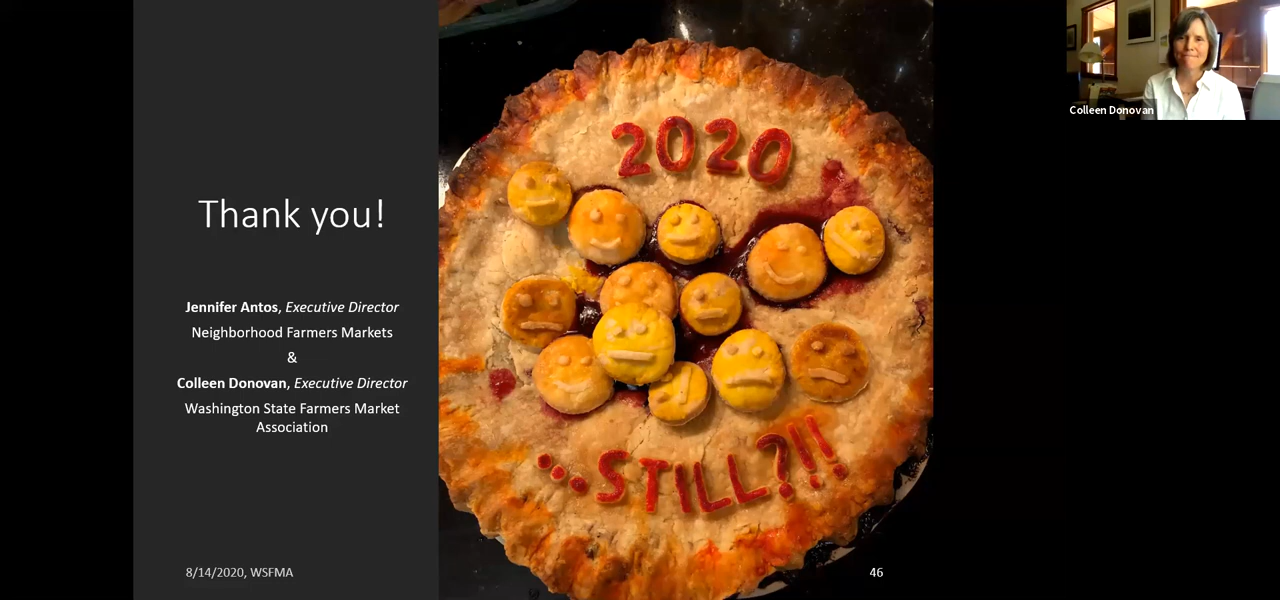 Colleen Donovan
2020
...STILL?!!
Thank you!
Jennifer Antos, Executive Director
Neighborhood Farmers Markets
&
Colleen Donovan, Executive Director
Washington State Farmers Market
Association
8/14/2020, WSFMA
46